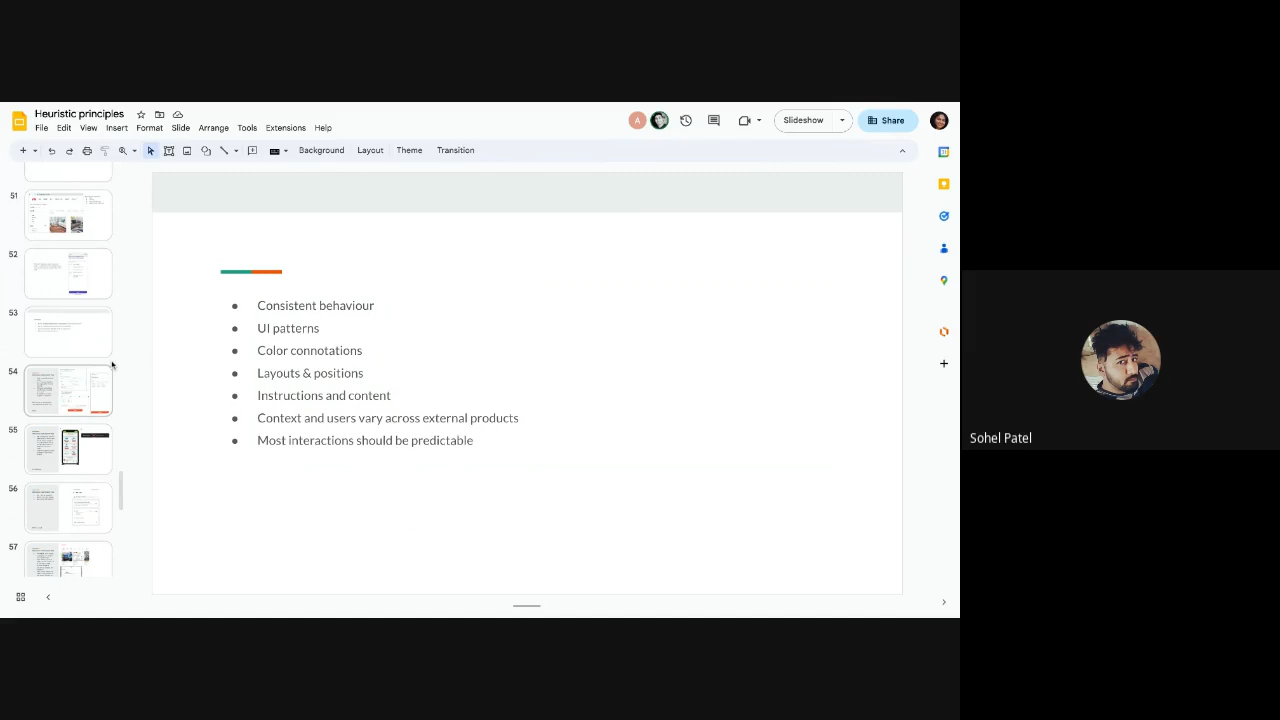 Heuristic principles
File Edit View Insert Format Slide Arrange Tools Extensions Help
Slideshow
Share
A
Background Layout Theme Transition
51
52
53
54
55
56
57
Consistent behaviour
UI patterns
Color connotations
Layouts & positions
Instructions and content
Context and users vary across external products
Most interactions should be predictable
Sohel Patel